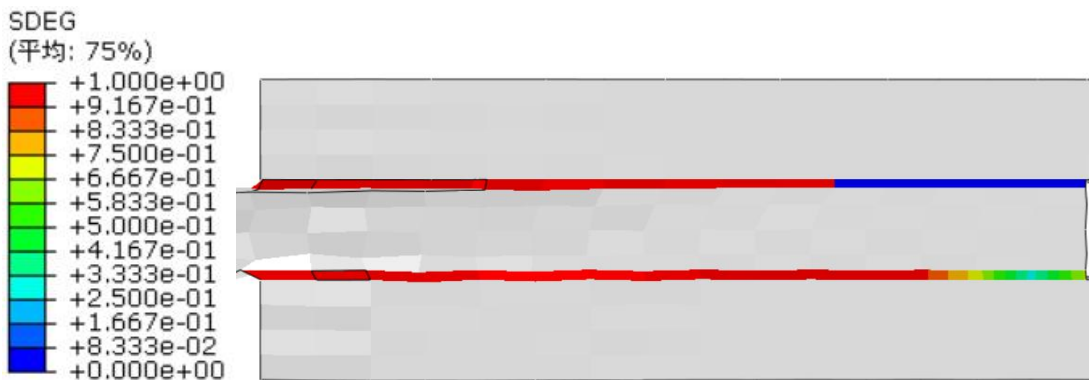 SDEG
(平均: 75%)
+1.000e+00
+9.167e-01
+8.333e-01
+7.500e-01
+6.667e-01
+5.833e-01
+5.000e-01
+4.167e-01
+3.333e-01
+2.500e-01
+1.667e-01
+8.333e-02
+0.000e+00